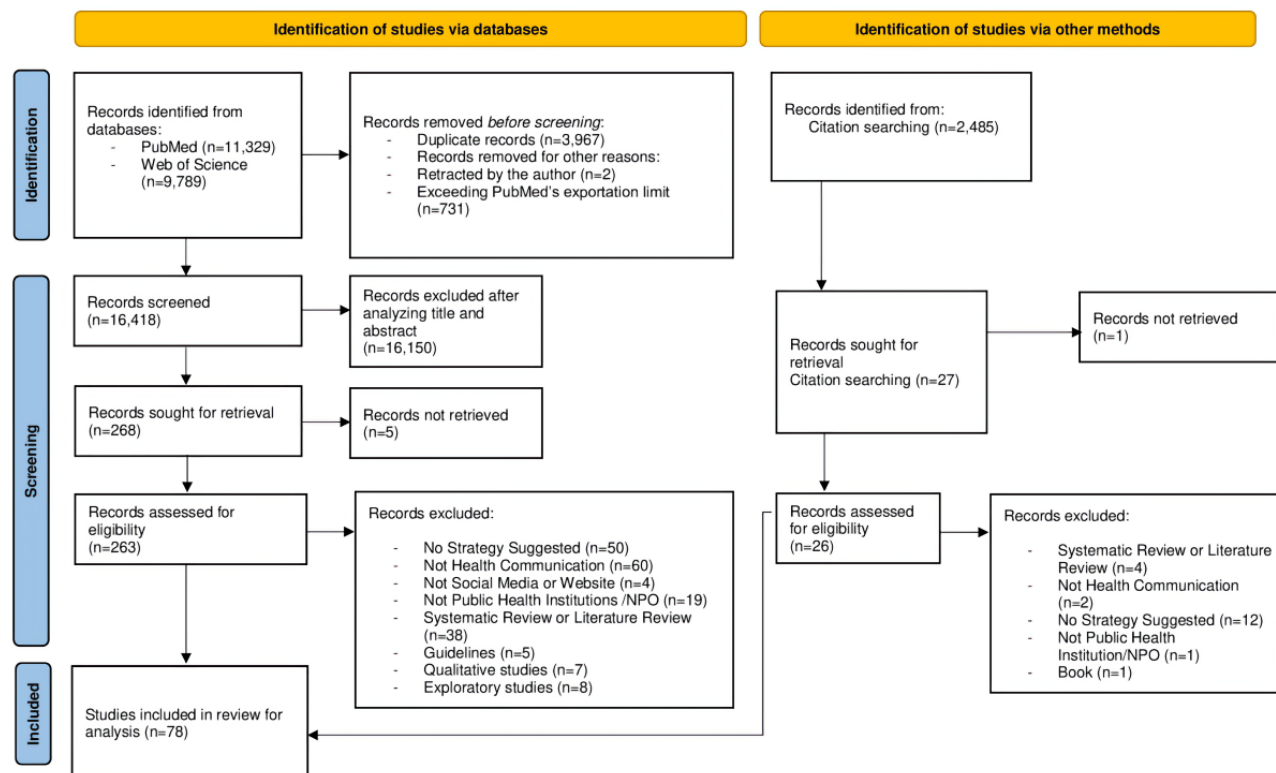 Identification of studies via databases
Identification of studies via other methods
Identification
Records identified from
databases:
- PubMed (n=11,329)
- Web of Science
(n=9,789)
Records removed before screening:
- Duplicate records (n=3,967)
- Records removed for other reasons:
- Retracted by the author (n=2)
- Exceeding PubMed's exportation limit
(n=731)
Records identified from:
Citation searching (n=2,485)
Screening
Records screened
(n=16,418)
Records excluded after
analyzing title and
abstract
(n=16,150)
Records sought for retrieval
(n=268)
Records not retrieved
(n=5)
Records sought for
retrieval
Citation searching (n=27)
Records not retrieved
(n=1)
Records assessed for
eligibility
(n=263)
Records excluded:
- No Strategy Suggested (n=50)
- Not Health Communication (n=60)
- Not Social Media or Website (n=4)
- Not Public Health Institutions /NPO (n=19)
- Systematic Review or Literature Review
(n=38)
- Guidelines (n=5)
- Qualitative studies (n=7)
- Exploratory studies (n=8)
Records assessed
for eligibility
(n=26)
Records excluded:
- Systematic Review or Literature
Review (n=4)
- Not Health Communication
(n=2)
- No Strategy Suggested (n=12)
- Not Public Health
Institution/NPO (n=1)
- Book (n=1)
Included
Studies included in review for
analysis (n=78)